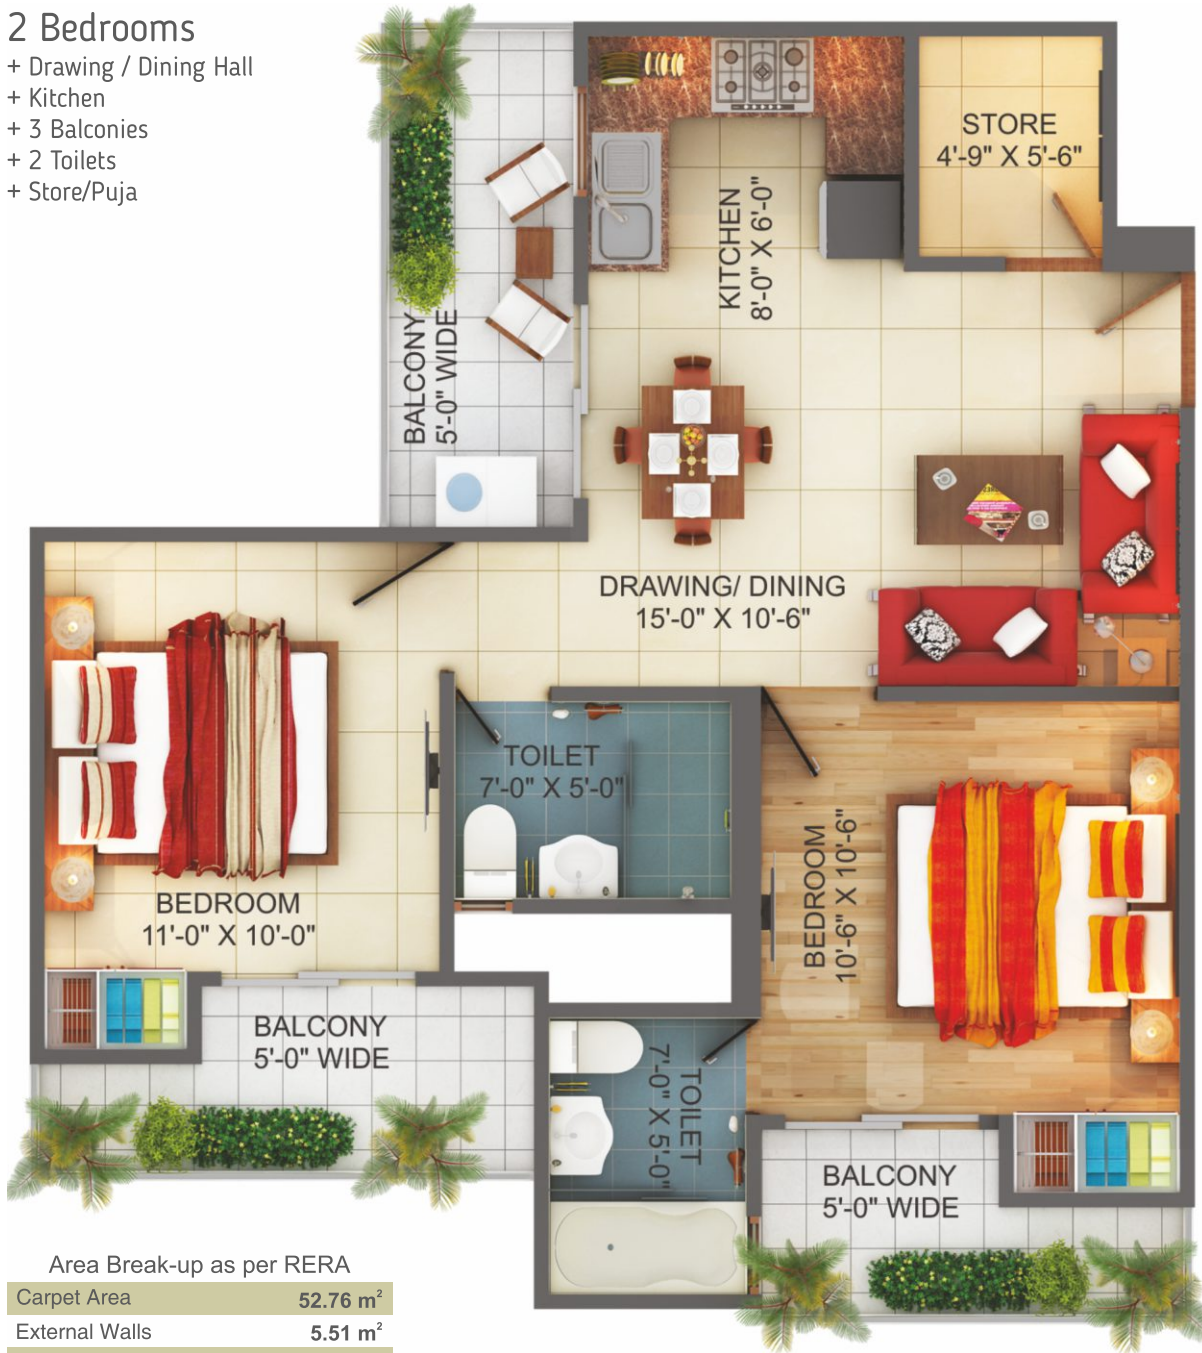 2 Bedrooms
+ Drawing / Dining Hall
+ Kitchen
+ 3 Balconies
+ 2 Toilets
+ Store/Puja
STORE
4'-9" X 5'-6"
KITCHEN
8'-0" X 6'-0"
BALCONY
5'-0" WIDE
DRAWING/ DINING
15'-0" X 10'-6"
TOILET
7'-0" X 5'-0"
BEDROOM
11'-0" X 10'-0"
BEDROOM
10'-6" X 10'-6"
BALCONY
5'-0" WIDE
TOILET
7'-0" X 5'-0"
BALCONY
5'-0" WIDE
Area Break-up as per RERA
Carpet Area 52.76 m²
External Walls 5.51 m²